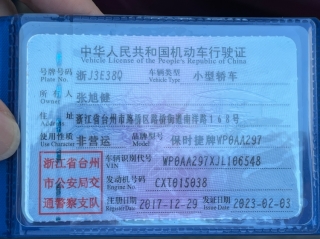 中华人民共和国机动车行驶证
Vehicle License of the People's Republic of China
号牌号码 浙J3E38Q 车辆类型 小型轿车
Plate No. Vehicle Type
所有人 张旭健
Owner
浙江省台州市路桥区路桥街道南祥路168号
使用性质 非营运 品牌型号 保时捷牌WP0AA297
Use Character Model
浙江省台州 车辆识别代号 WP0AA297XJL106548
VIN
市公安局交 发动机号码 CXT015038
Engine No.
通警察支队 注册日期 2017-12-29 发证日期 2023-02-03
Register Date Issue Date